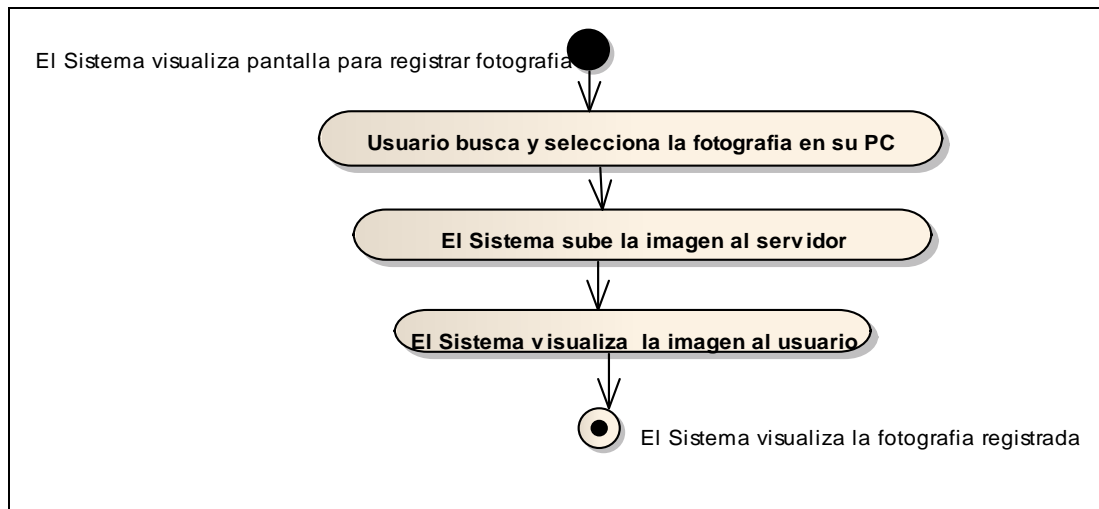 El Sistema visualiza pantalla para registrar fotografia
Usuario busca y selecciona la fotografia en su PC
El Sistema sube la imagen al servidor
El Sistema visualiza la imagen al usuario
El Sistema visualiza la fotografia registrada